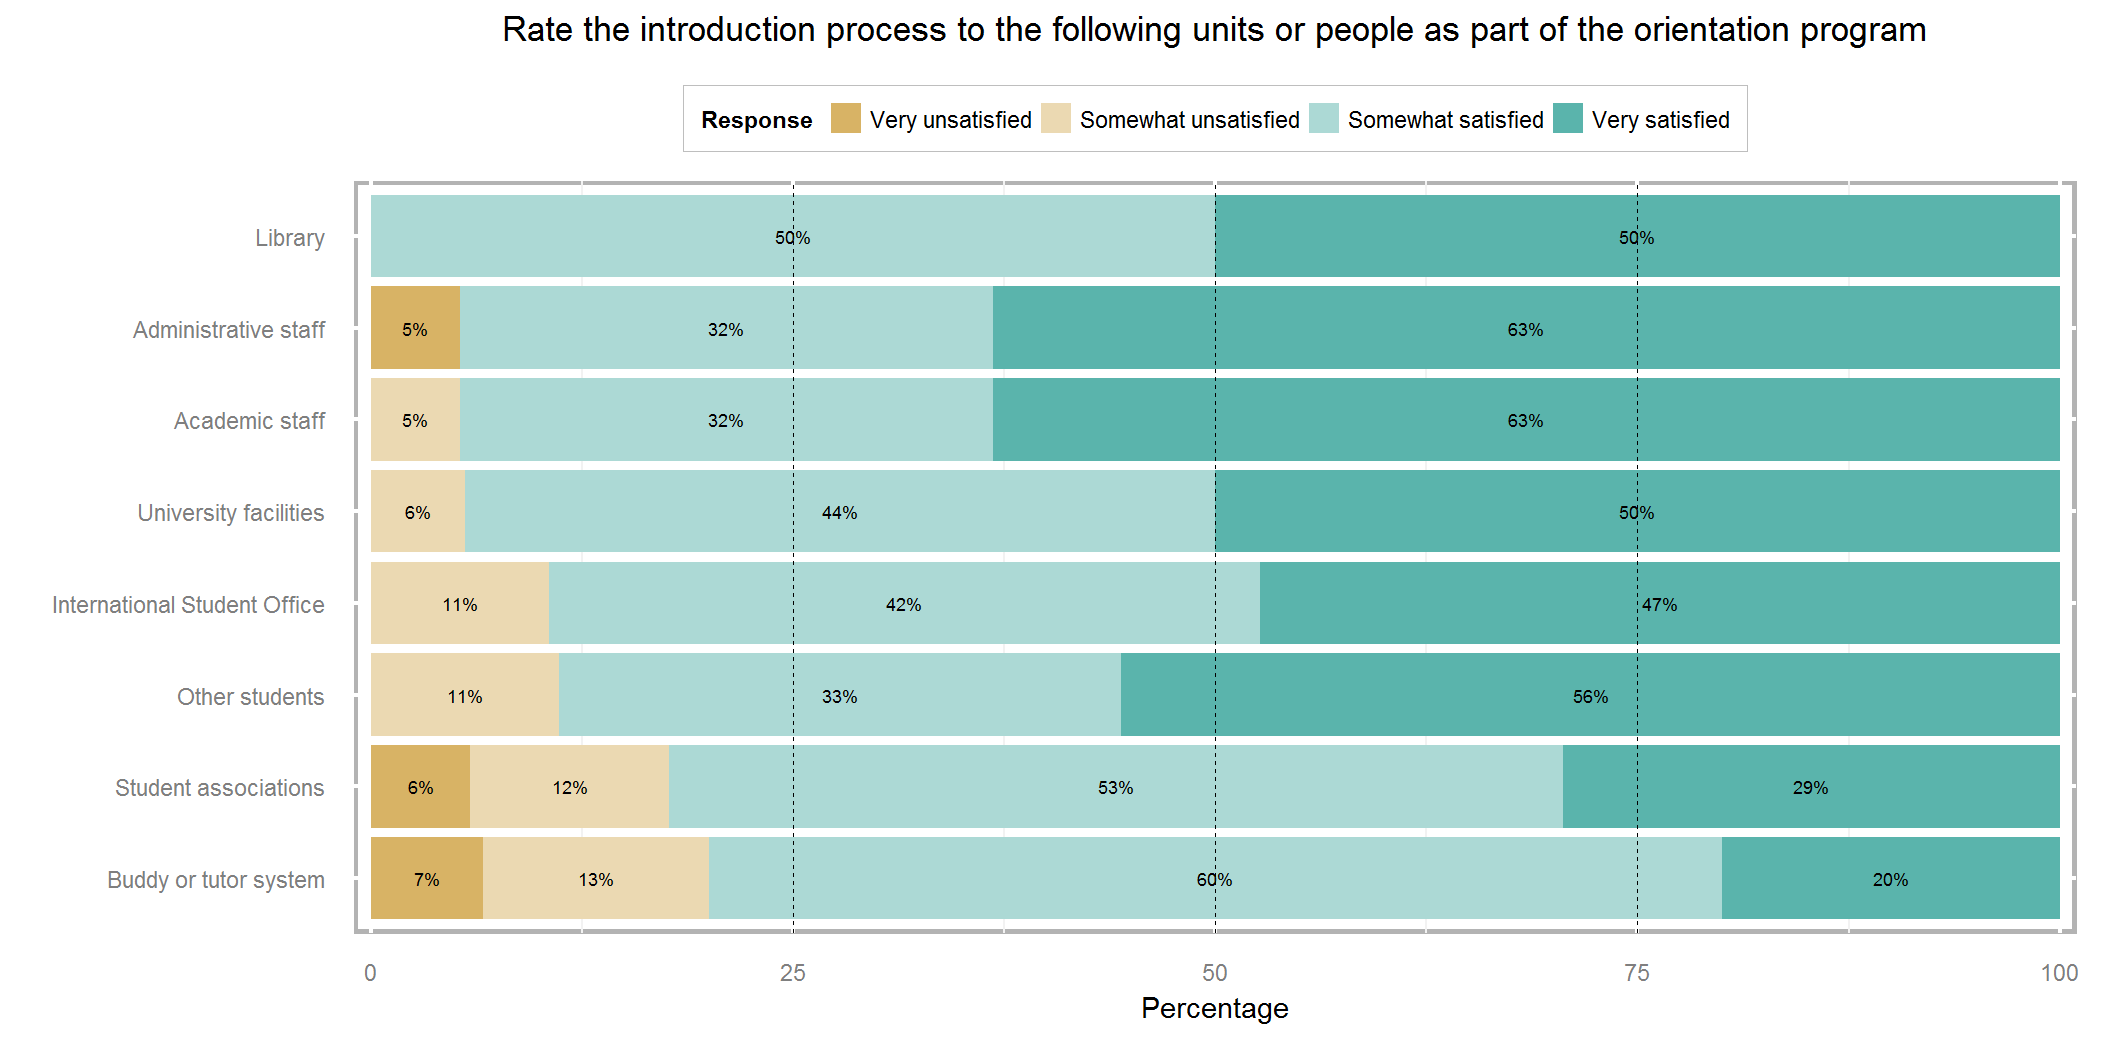 Rate the introduction process to the following units or people as part of the orientation program
Response Very unsatisfied Somewhat unsatisfied Somewhat satisfied Very satisfied
Library 50% 50%
Administrative staff 5% 32% 63%
Academic staff 5% 32% 63%
University facilities 6% 44% 50%
International Student Office 11% 42% 47%
Other students 11% 33% 56%
Student associations 6% 12% 53% 29%
Buddy or tutor system 7% 13% 60% 20%
0 25 50 75 100
Percentage